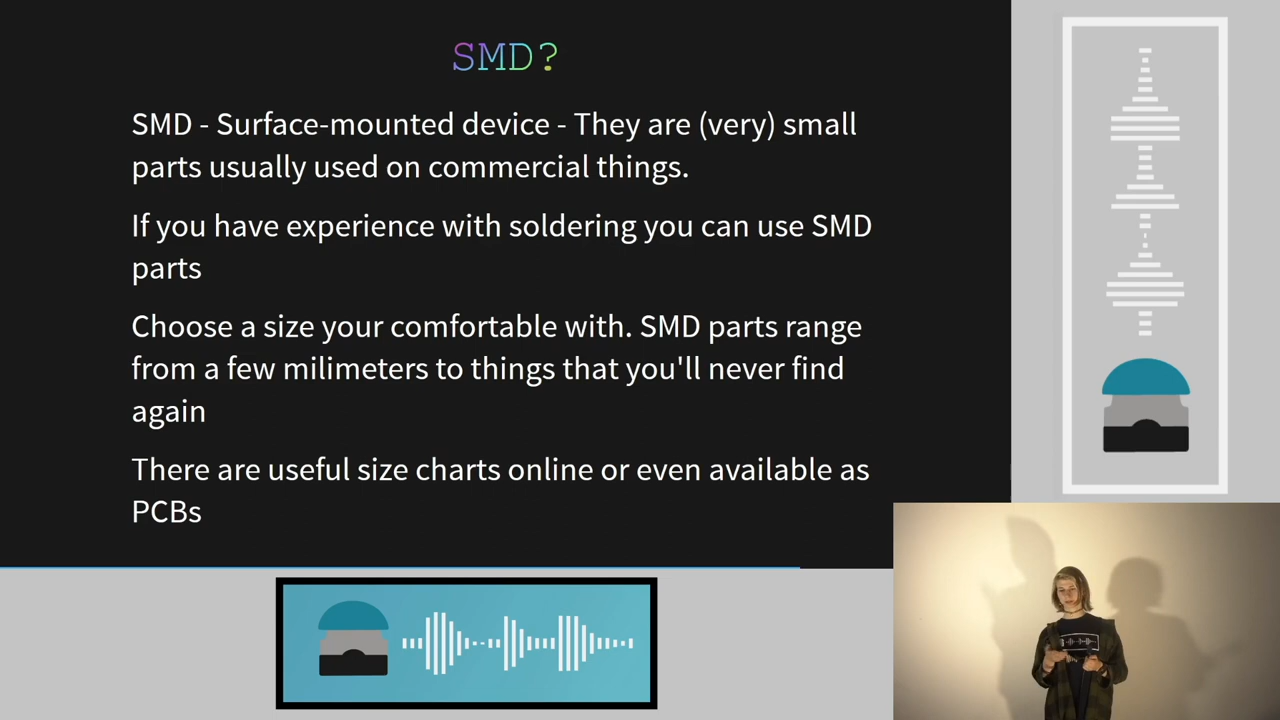 SMD?
SMD - Surface-mounted device - They are (very) small
parts usually used on commercial things.
If you have experience with soldering you can use SMD
parts
Choose a size your comfortable with. SMD parts range
from a few milimeters to things that you'll never find
again
There are useful size charts online or even available as
PCBs